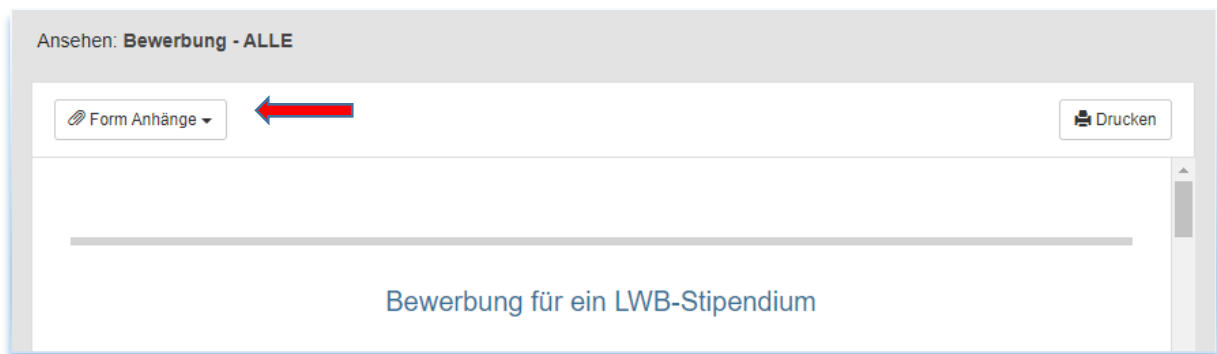 Ansehen: Bewerbung - ALLE
Form Anhänge
Drucken
Bewerbung für ein LWB-Stipendium